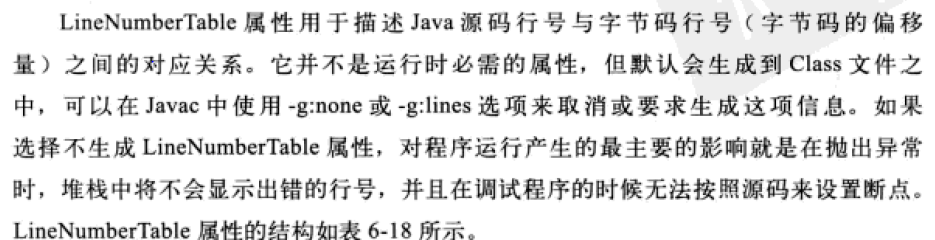 LineNumberTable 属性用于描述 Java 源码行号与字节码行号（字节码的偏移
量）之间的对应关系。它并不是运行时必需的属性，但默认会生成到 Class 文件之
中，可以在 Javac 中使用 -g:none 或 -g:lines 选项来取消或要求生成这项信息。如果
选择不生成 LineNumberTable 属性，对程序运行产生的最主要的影响就是在抛出异常
时，堆栈中将不会显示出错的行号，并且在调试程序的时候无法按照源码来设置断点。
LineNumberTable 属性的结构如表 6-18 所示。